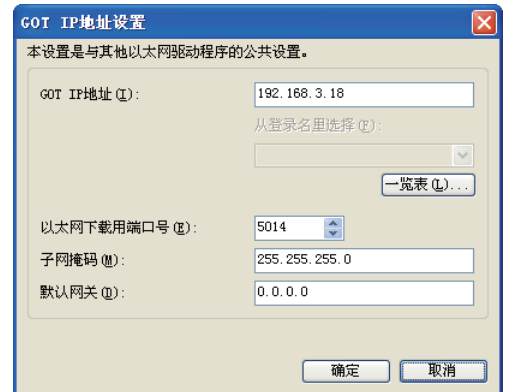 GOT IP地址设置
本设置是与其他以太网驱动程序的公共设置。
GOT IP地址(I): 192.168.3.18
从登录名里选择(F):
一览表(L)...
以太网下载用端口号(E): 5014
子网掩码(M): 255.255.255.0
默认网关(D): 0.0.0.0
确定 取消